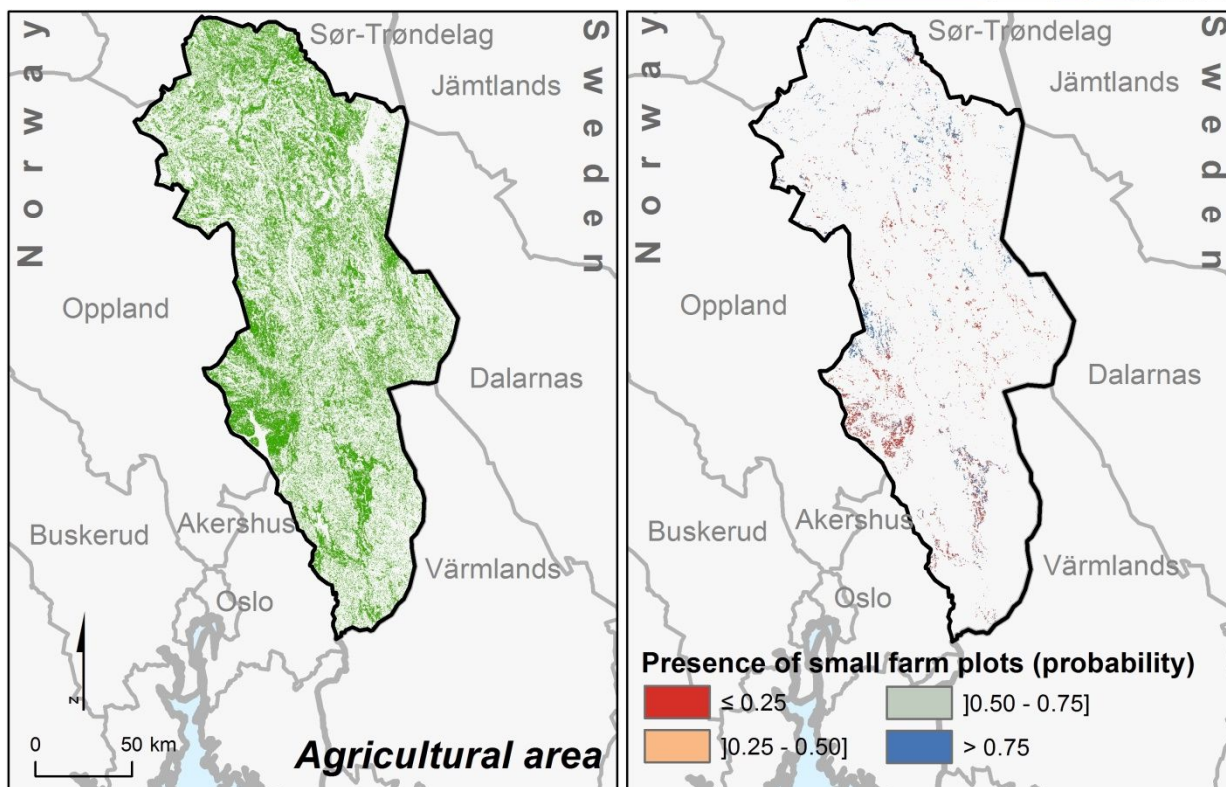 Norway
Sweden
Sør-Trøndelag
Jämtlands
Oppland
Dalarnas
Buskerud
Akershus
Oslo
Värmlands
N
0 50 km
Agricultural area
Norway
Sweden
Sør-Trøndelag
Jämtlands
Oppland
Dalarnas
Buskerud
Akershus
Oslo
Värmlands
Presence of small farm plots (probability)
≤ 0.25
]0.50 - 0.75]
]0.25 - 0.50]
> 0.75